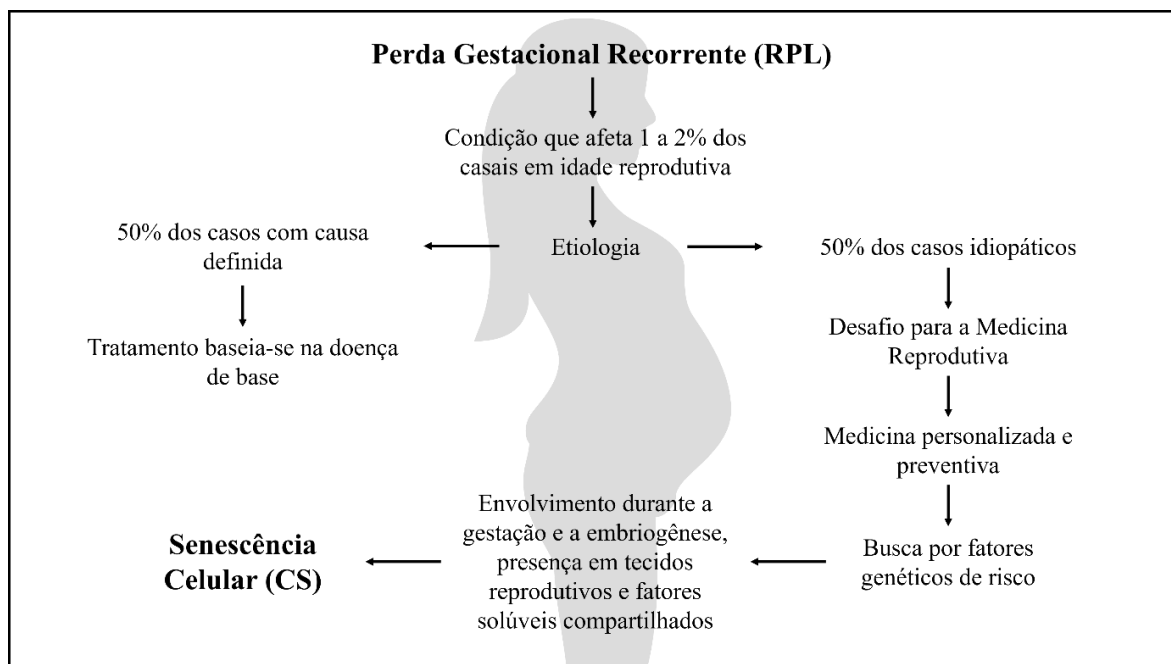 Perda Gestacional Recorrente (RPL)
Condição que afeta 1 a 2% dos
casais em idade reprodutiva
Etiologia
50% dos casos com causa
definida
Tratamento baseia-se na doença
de base
50% dos casos idiopáticos
Desafio para a Medicina
Reprodutiva
Medicina personalizada e
preventiva
Busca por fatores
genéticos de risco
Envolvimento durante a
gestação e a embriogênese,
presença em tecidos
reprodutivos e fatores
solúveis compartilhados
Senescência
Celular (CS)